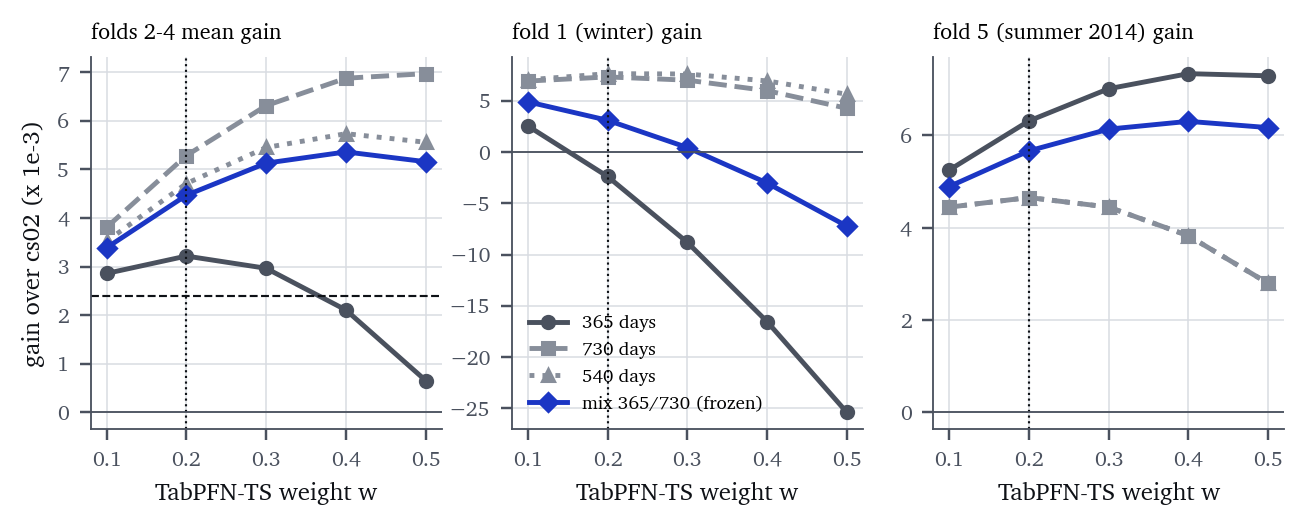 folds 2-4 mean gain
gain over cs02 (x 1e-3)
7
6
5
4
3
2
1
0
0.1 0.2 0.3 0.4 0.5
TabPFN-TS weight w
fold 1 (winter) gain
5
0
−5
−10
−15
−20
−25
365 days
730 days
540 days
mix 365/730 (frozen)
0.1 0.2 0.3 0.4 0.5
TabPFN-TS weight w
fold 5 (summer 2014) gain
6
4
2
0
0.1 0.2 0.3 0.4 0.5
TabPFN-TS weight w